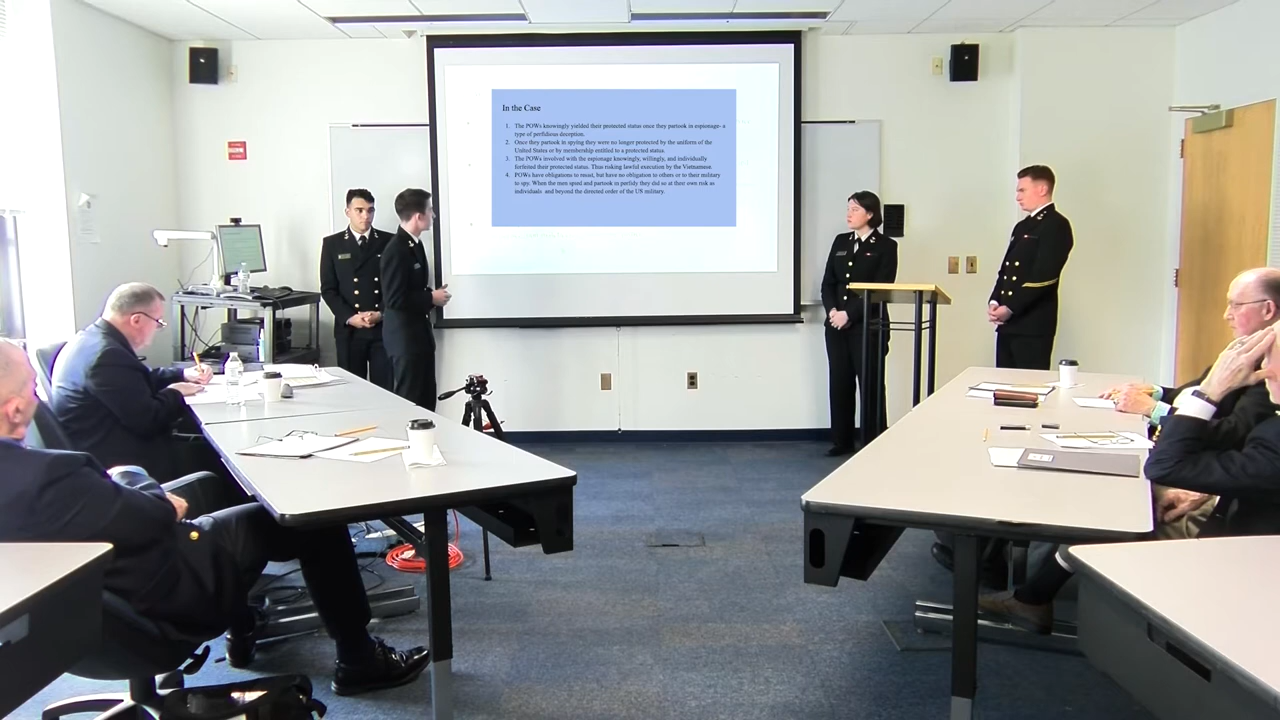 In the Case
1. The POWs knowingly yielded their protected status once they partook in espionage- a
type of perfidious deception.
2. Once they partook in spying they were no longer protected by the uniform of the
United States or by membership entitled to a protected status.
3. The POWs involved with the espionage knowingly, willingly, and individually
forfeited their protected status. Thus risking lawful execution by the Vietnamese.
4. POWs have obligations to resist, but have no obligation to others or to their military
to spy. When the men spied and partook in perfidy they did so at their own risk as
individuals and beyond the directed order of the US military.